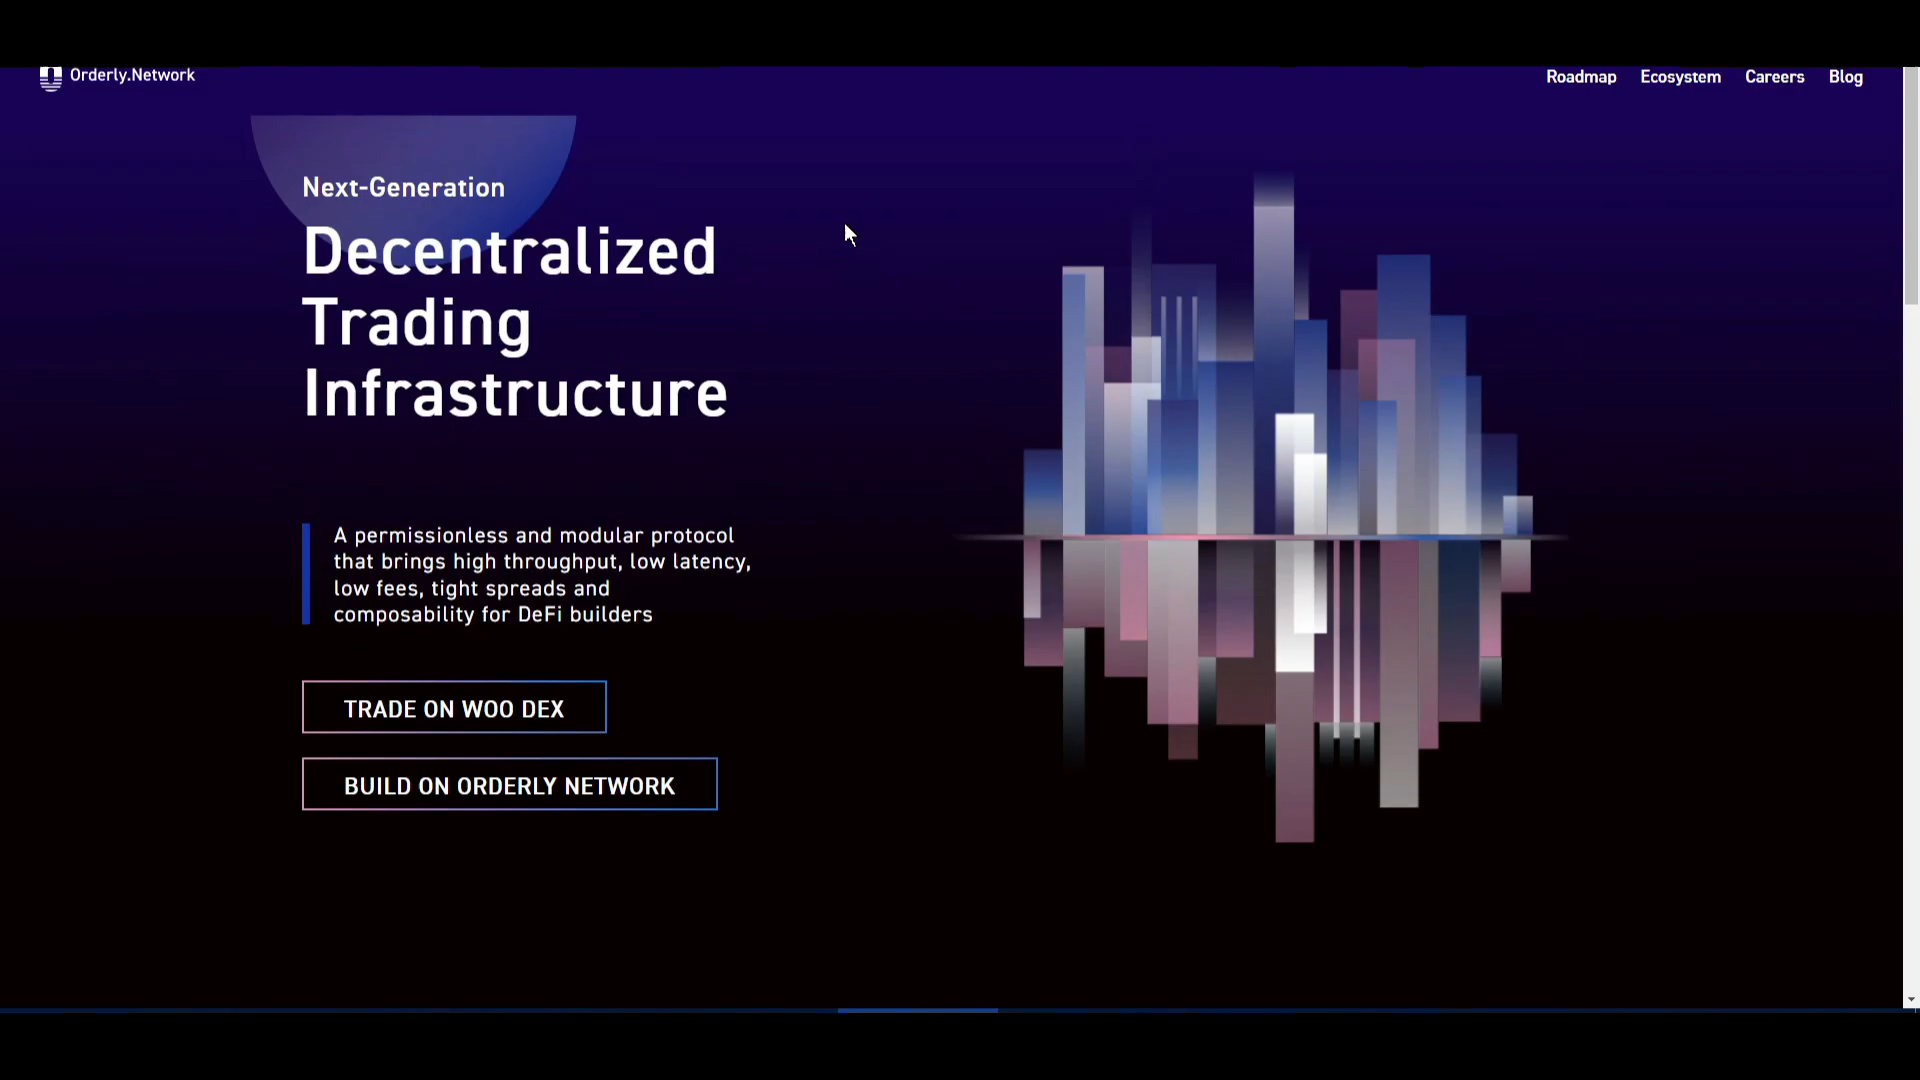 Orderly.Network
Roadmap Ecosystem Careers Blog
Next-Generation
Decentralized
Trading
Infrastructure
A permissionless and modular protocol
that brings high throughput, low latency,
low fees, tight spreads and
composability for DeFi builders
TRADE ON WOO DEX
BUILD ON ORDERLY NETWORK